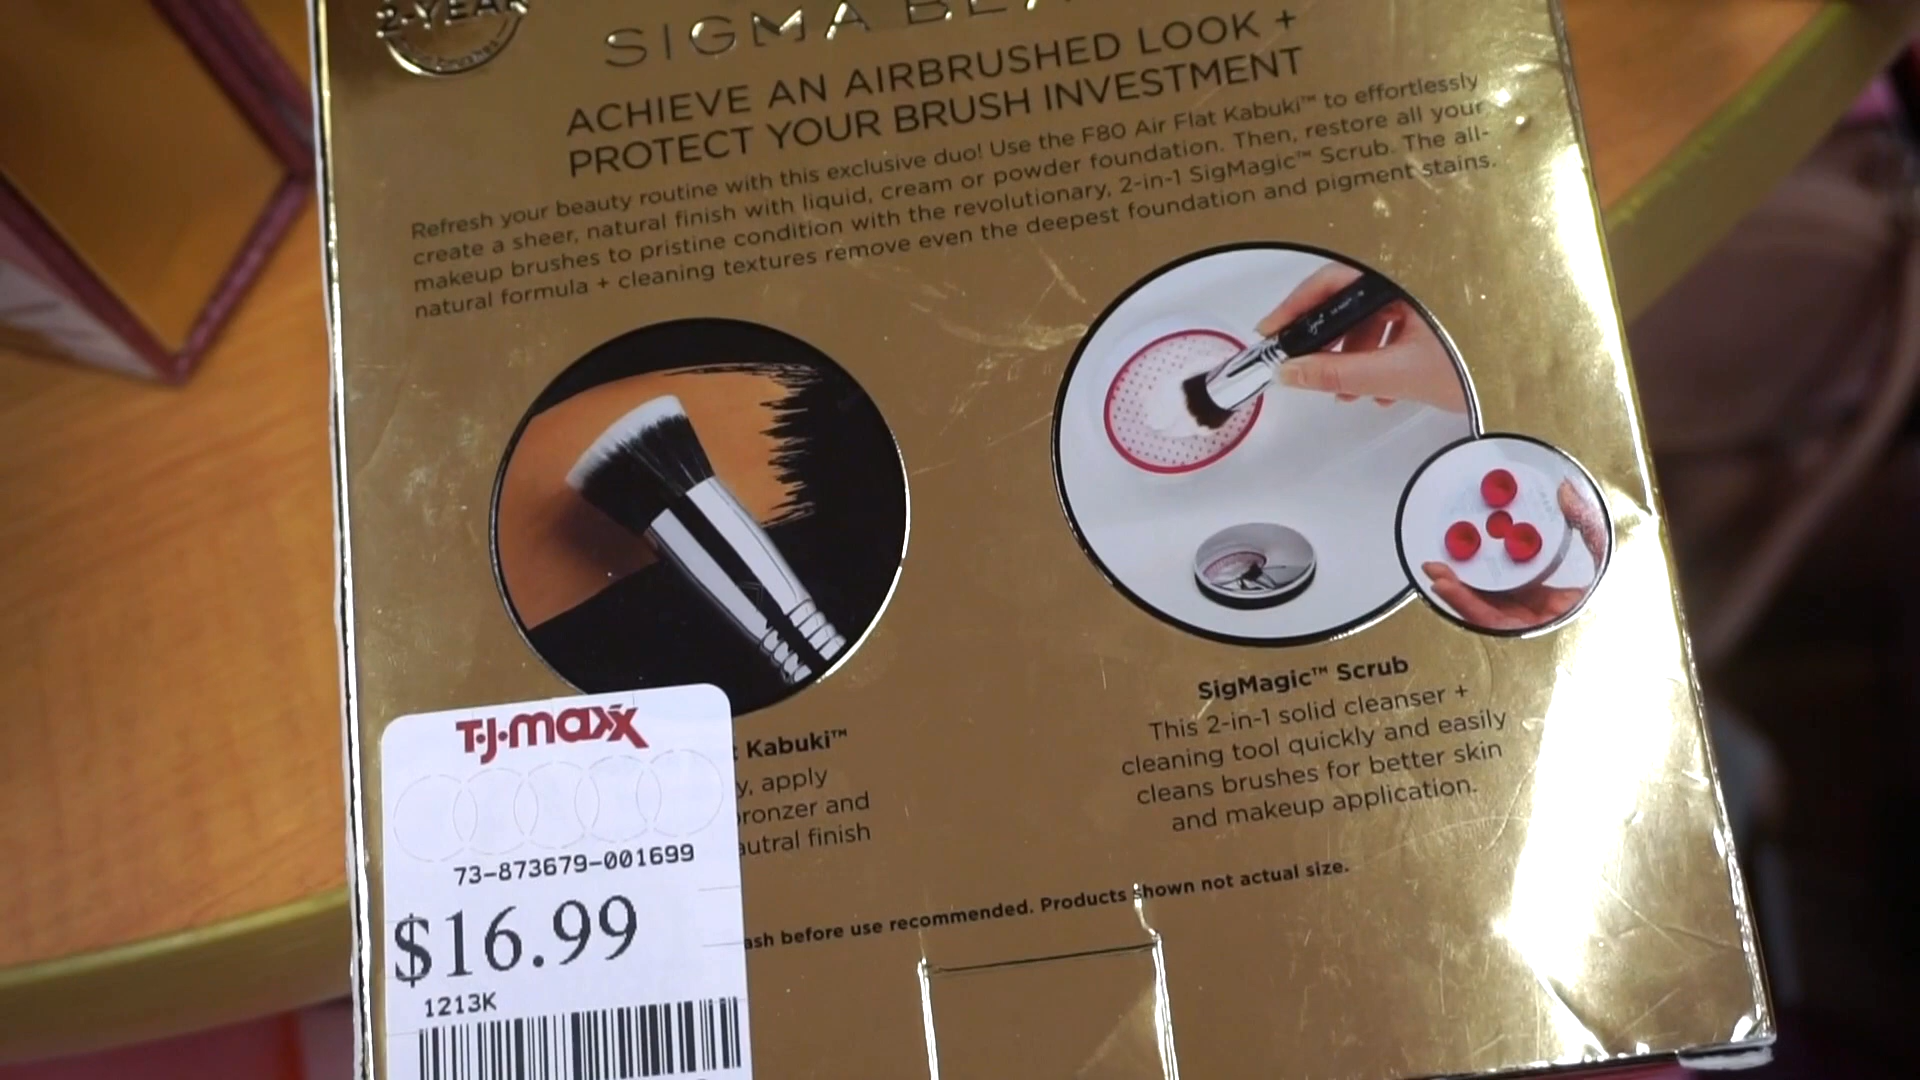 2-YEAR
SIGMA BEA
ACHIEVE AN AIRBRUSHED LOOK +
PROTECT YOUR BRUSH INVESTMENT
Refresh your beauty routine with this exclusive duo! Use the F80 Air Flat Kabuki™ to effortlessly
create a sheer, natural finish with liquid, cream or powder foundation. Then, restore all your
makeup brushes to pristine condition with the revolutionary, 2-in-1 SigMagic™ Scrub. The all-
natural formula + cleaning textures remove even the deepest foundation and pigment stains.
SigMagic™ Scrub
This 2-in-1 solid cleanser +
cleaning tool quickly and easily
cleans brushes for better skin
and makeup application.
t Kabuki™
y, apply
ronzer and
autral finish
ash before use recommended. Products shown not actual size.
T·J·maxx
73-873679-001699
$16.99
1213K